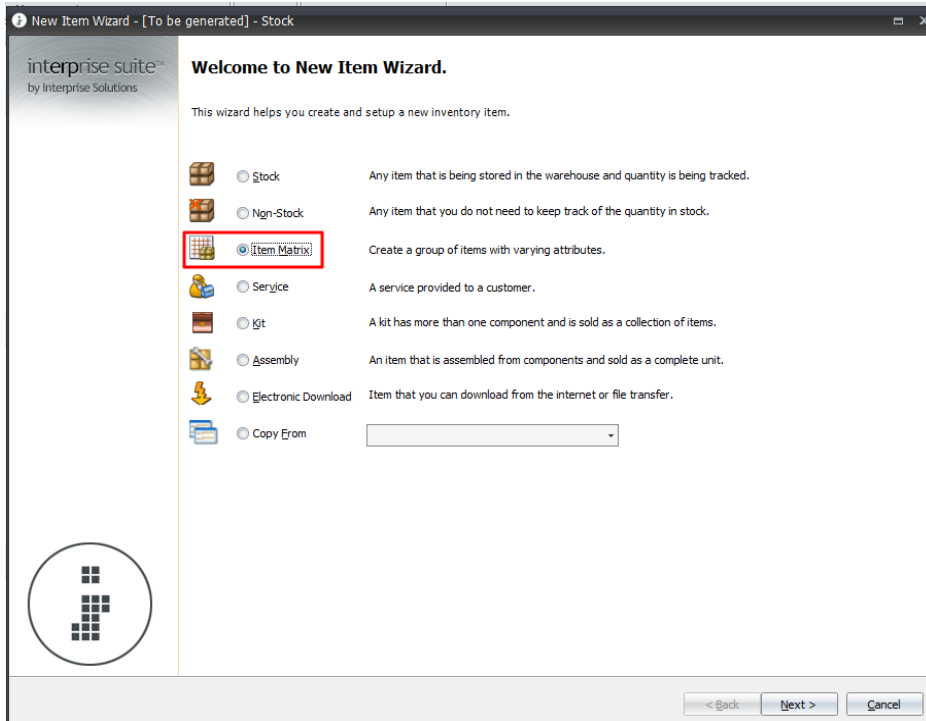 New Item Wizard - [To be generated] - Stock
interprise suite™
by Interprise Solutions
Welcome to New Item Wizard.
This wizard helps you create and setup a new inventory item.
Stock Any item that is being stored in the warehouse and quantity is being tracked.
Non-Stock Any item that you do not need to keep track of the quantity in stock.
Item Matrix Create a group of items with varying attributes.
Service A service provided to a customer.
Kit A kit has more than one component and is sold as a collection of items.
Assembly An item that is assembled from components and sold as a complete unit.
Electronic Download Item that you can download from the internet or file transfer.
Copy From
< Back Next > Cancel